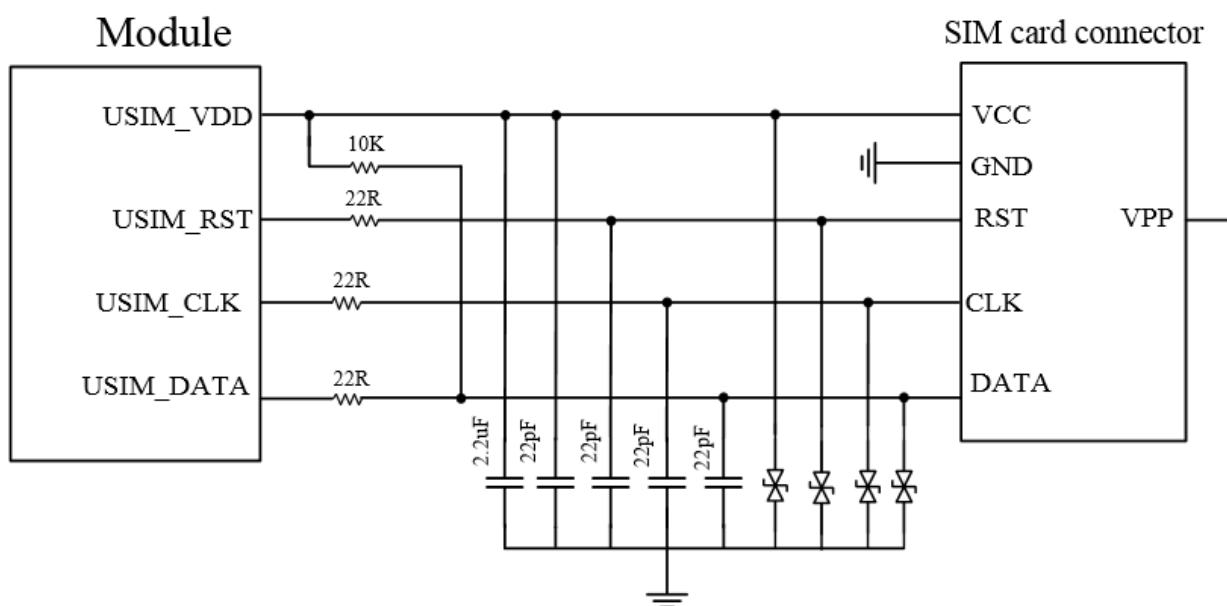 Module
SIM card connector
USIM_VDD
10K
VCC
GND
USIM_RST
22R
RST
VPP
USIM_CLK
22R
CLK
USIM_DATA
22R
DATA
2.2uF
22pF
22pF
22pF
22pF